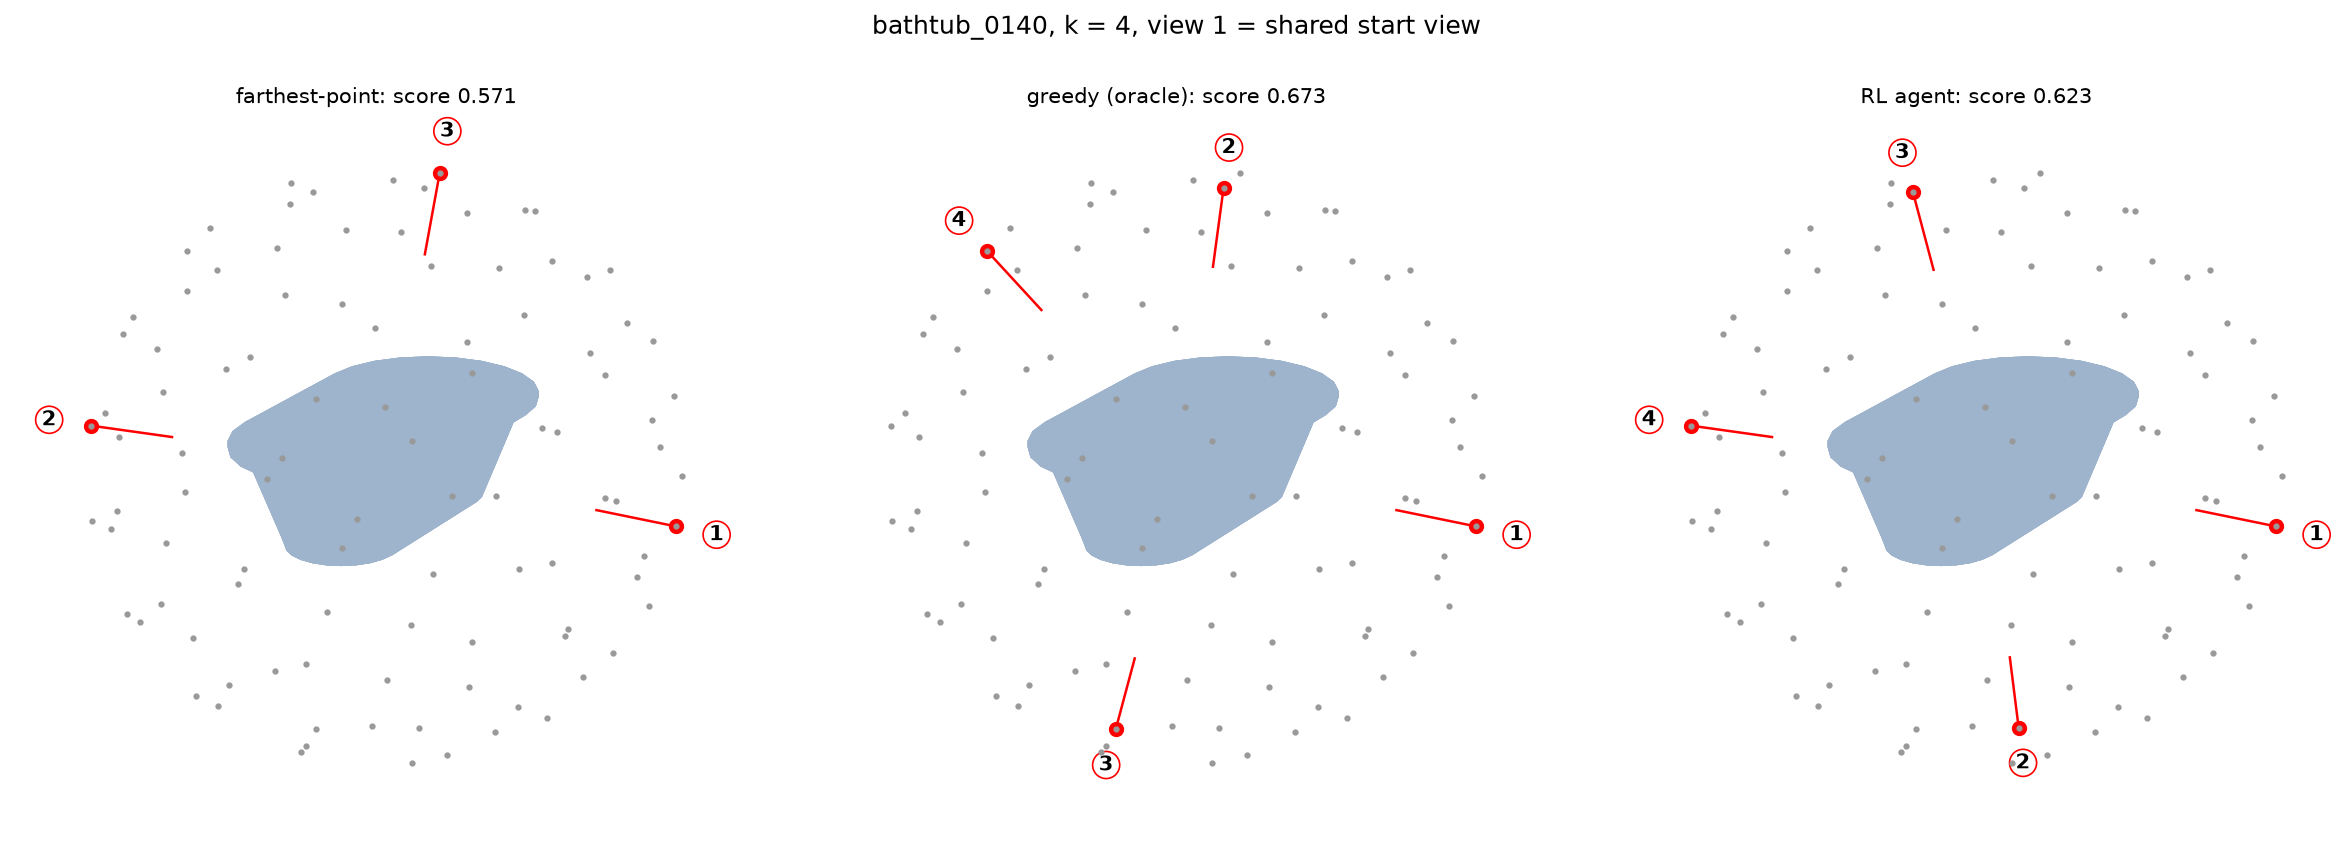 bathtub_0140, k = 4, view 1 = shared start view
farthest-point: score 0.571
3
2
1
greedy (oracle): score 0.673
2
4
1
3
RL agent: score 0.623
3
4
1
2